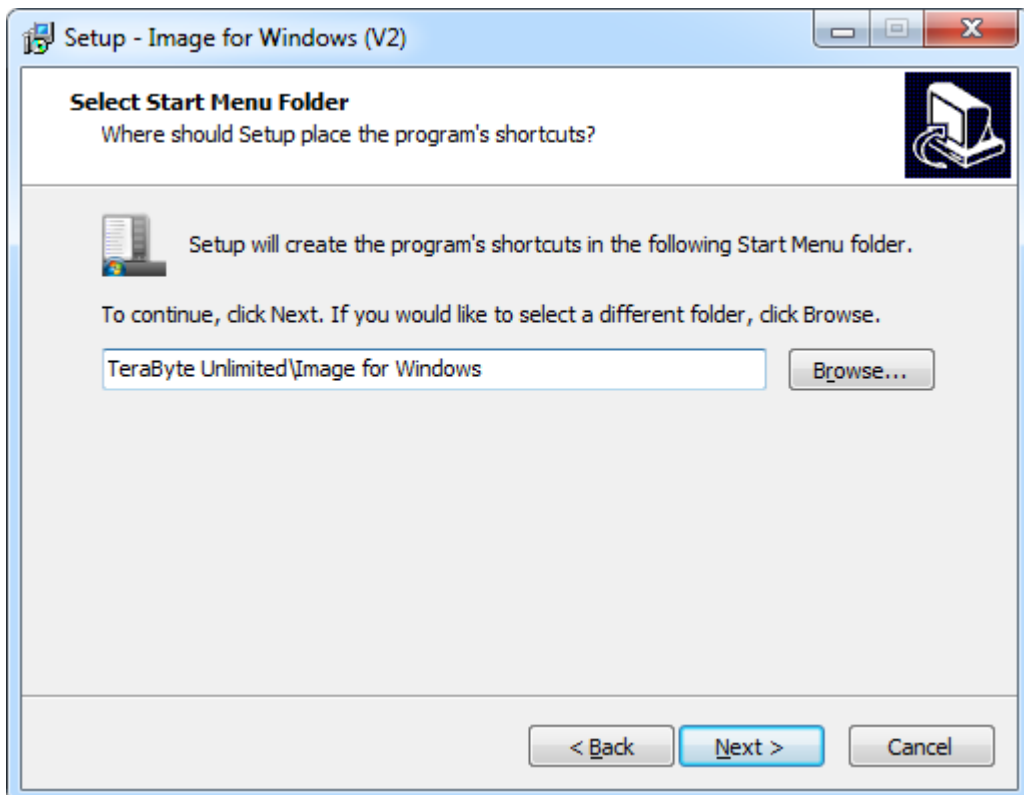 Setup - Image for Windows (V2)
Select Start Menu Folder
Where should Setup place the program's shortcuts?
Setup will create the program's shortcuts in the following Start Menu folder.
To continue, click Next. If you would like to select a different folder, click Browse.
TeraByte Unlimited\Image for Windows
Browse...
< Back
Next >
Cancel